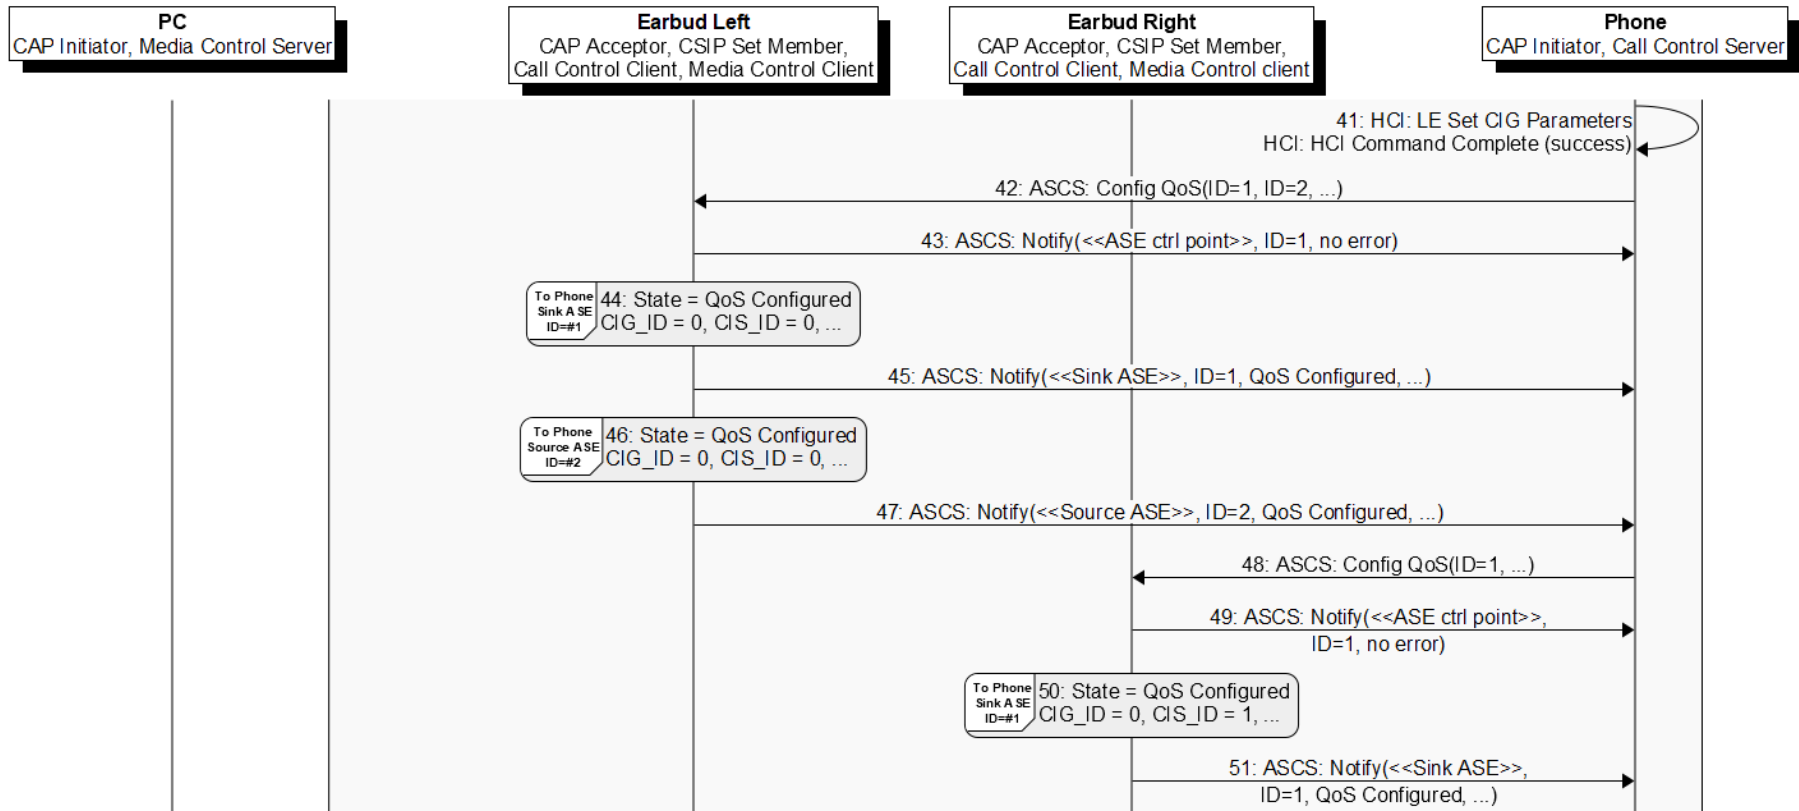 PC
CAP Initiator, Media Control Server
Earbud Left
CAP Acceptor, CSIP Set Member,
Call Control Client, Media Control Client
Earbud Right
CAP Acceptor, CSIP Set Member,
Call Control Client, Media Control client
Phone
CAP Initiator, Call Control Server
41: HCI: LE Set CIG Parameters
HCI: HCI Command Complete (success)
42: ASCS: Config QoS(ID=1, ID=2, ...)
43: ASCS: Notify(<<ASE ctrl point>>, ID=1, no error)
To Phone
Sink ASE
ID=#1
44: State = QoS Configured
CIG_ID = 0, CIS_ID = 0, ...
45: ASCS: Notify(<<Sink ASE>>, ID=1, QoS Configured, ...)
To Phone
Source ASE
ID=#2
46: State = QoS Configured
CIG_ID = 0, CIS_ID = 0, ...
47: ASCS: Notify(<<Source ASE>>, ID=2, QoS Configured, ...)
48: ASCS: Config QoS(ID=1, ...)
49: ASCS: Notify(<<ASE ctrl point>>,
ID=1, no error)
To Phone
Sink ASE
ID=#1
50: State = QoS Configured
CIG_ID = 0, CIS_ID = 1, ...
51: ASCS: Notify(<<Sink ASE>>,
ID=1, QoS Configured, ...)